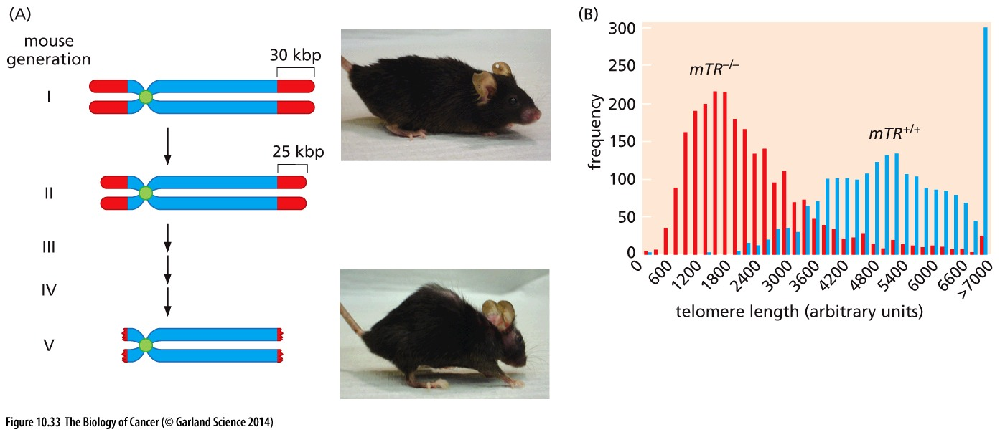 (A)
mouse
generation
30 kbp
I
25 kbp
II
III
IV
V
(B)
300
250
200
150
100
50
0
frequency
mTR–/–
mTR+/+
0
600
1200
1800
2400
3000
3600
4200
4800
5400
6000
6600
>7000
telomere length (arbitrary units)
Figure 10.33 The Biology of Cancer (© Garland Science 2014)